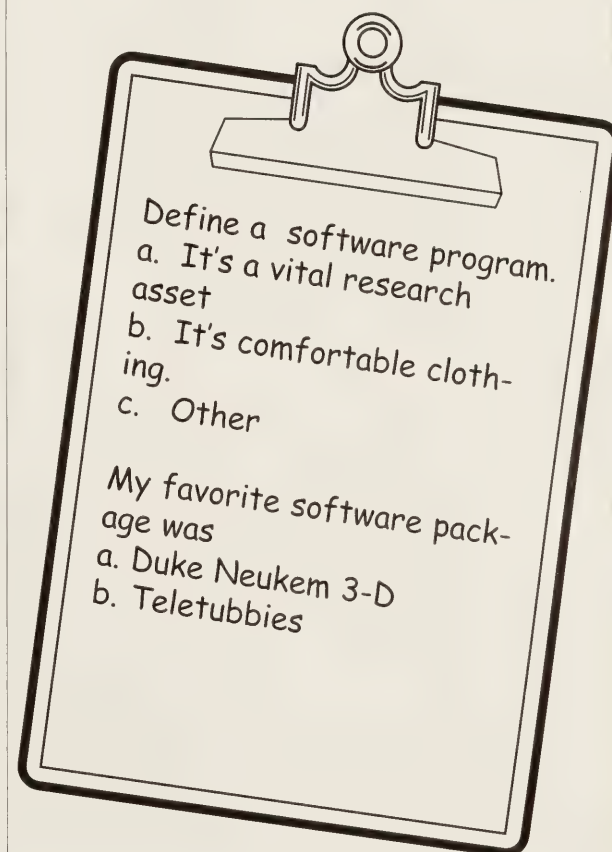 Define a software program.
a. It's a vital research
asset
b. It's comfortable cloth-
ing.
c. Other
My favorite software pack-
age was
a. Duke Neukem 3-D
b. Teletubbies